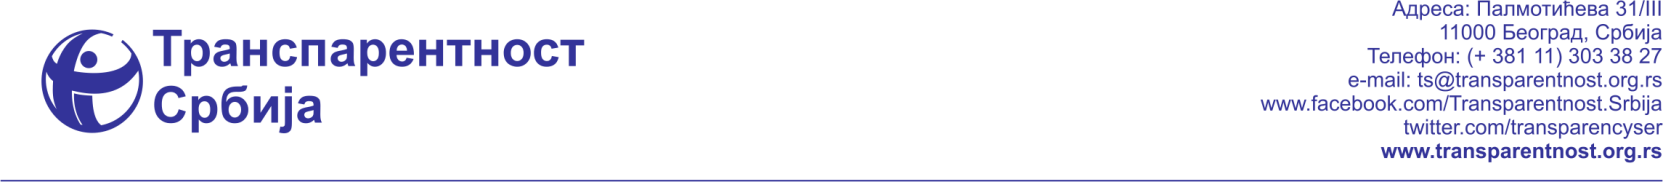 Транспарентност
Србија
Адреса: Палмотићева 31/III
11000 Београд, Србија
Телефон: (+ 381 11) 303 38 27
e-mail: ts@transparentnost.org.rs
www.facebook.com/Transparentnost.Srbija
twitter.com/transparencyser
www.transparentnost.org.rs